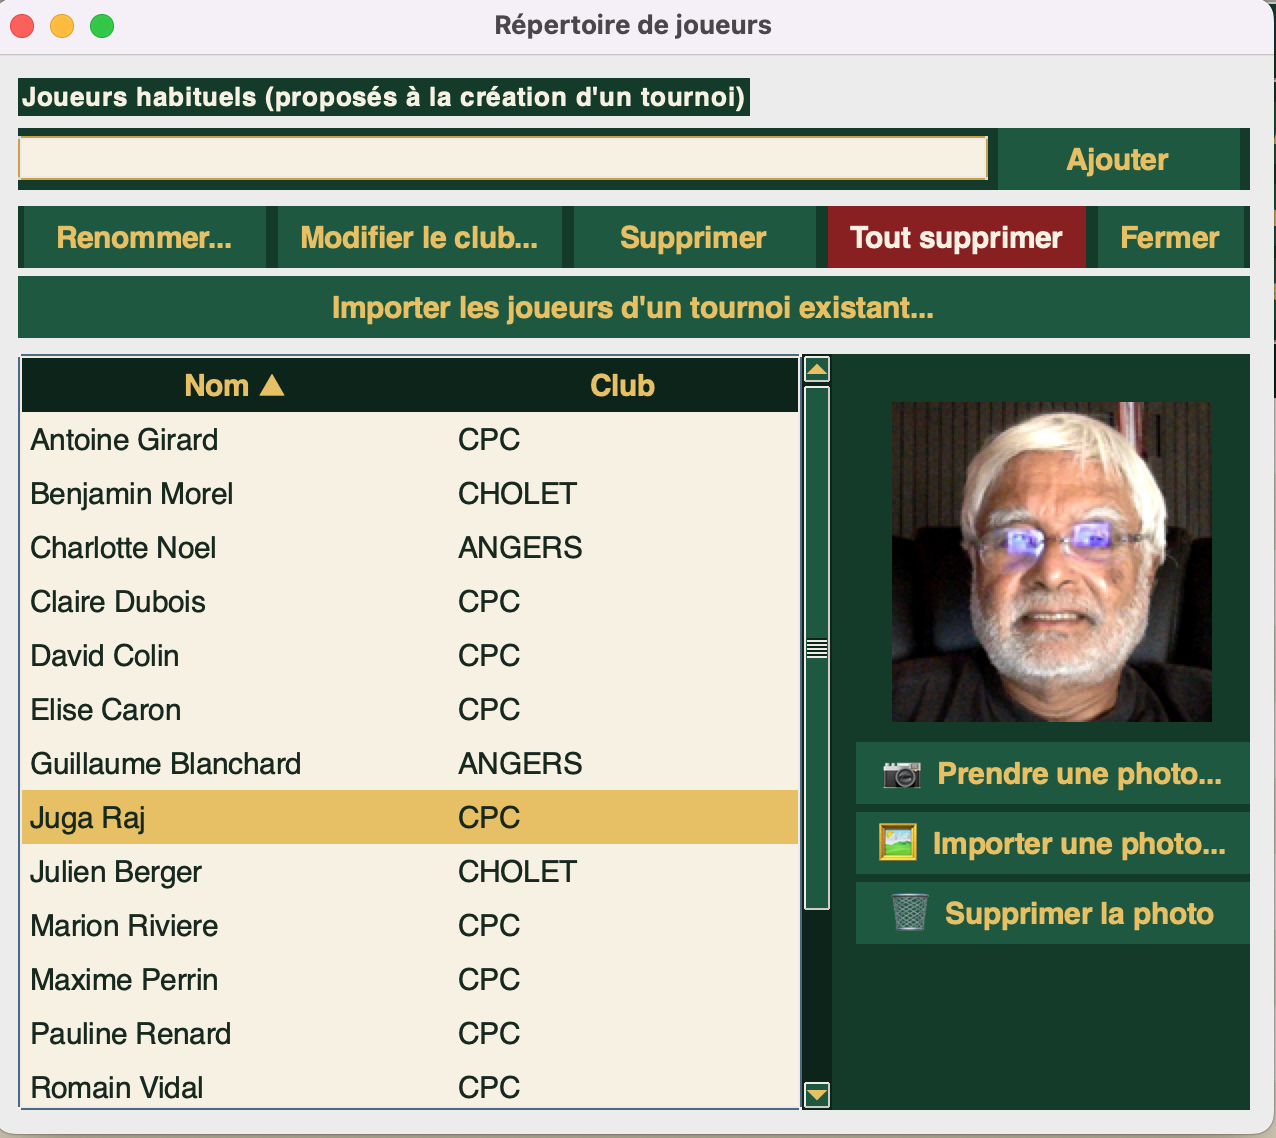 Répertoire de joueurs
Joueurs habituels (proposés à la création d'un tournoi)
Ajouter
Renommer... Modifier le club... Supprimer Tout supprimer Fermer
Importer les joueurs d'un tournoi existant...
Nom ▲ Club
Antoine Girard CPC
Benjamin Morel CHOLET
Charlotte Noel ANGERS
Claire Dubois CPC
David Colin CPC
Elise Caron CPC
Guillaume Blanchard ANGERS
Juga Raj CPC
Julien Berger CHOLET
Marion Riviere CPC
Maxime Perrin CPC
Pauline Renard CPC
Romain Vidal CPC
Prendre une photo...
Importer une photo...
Supprimer la photo